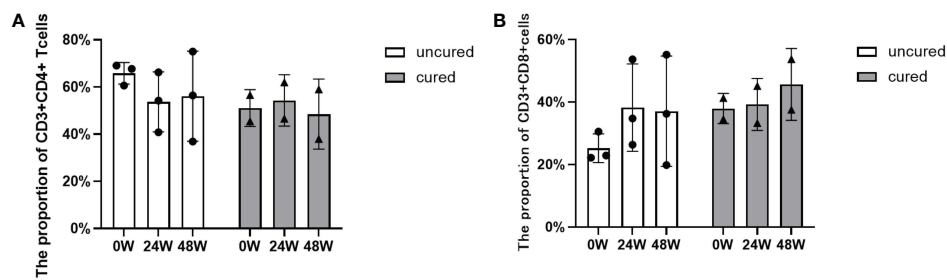 A
The proportion of CD3+CD4+ Tcells
80%
60%
40%
20%
0%
0W 24W 48W 0W 24W 48W
uncured
cured
B
The proportion of CD3+CD8+cells
60%
40%
20%
0%
0W 24W 48W 0W 24W 48W
uncured
cured